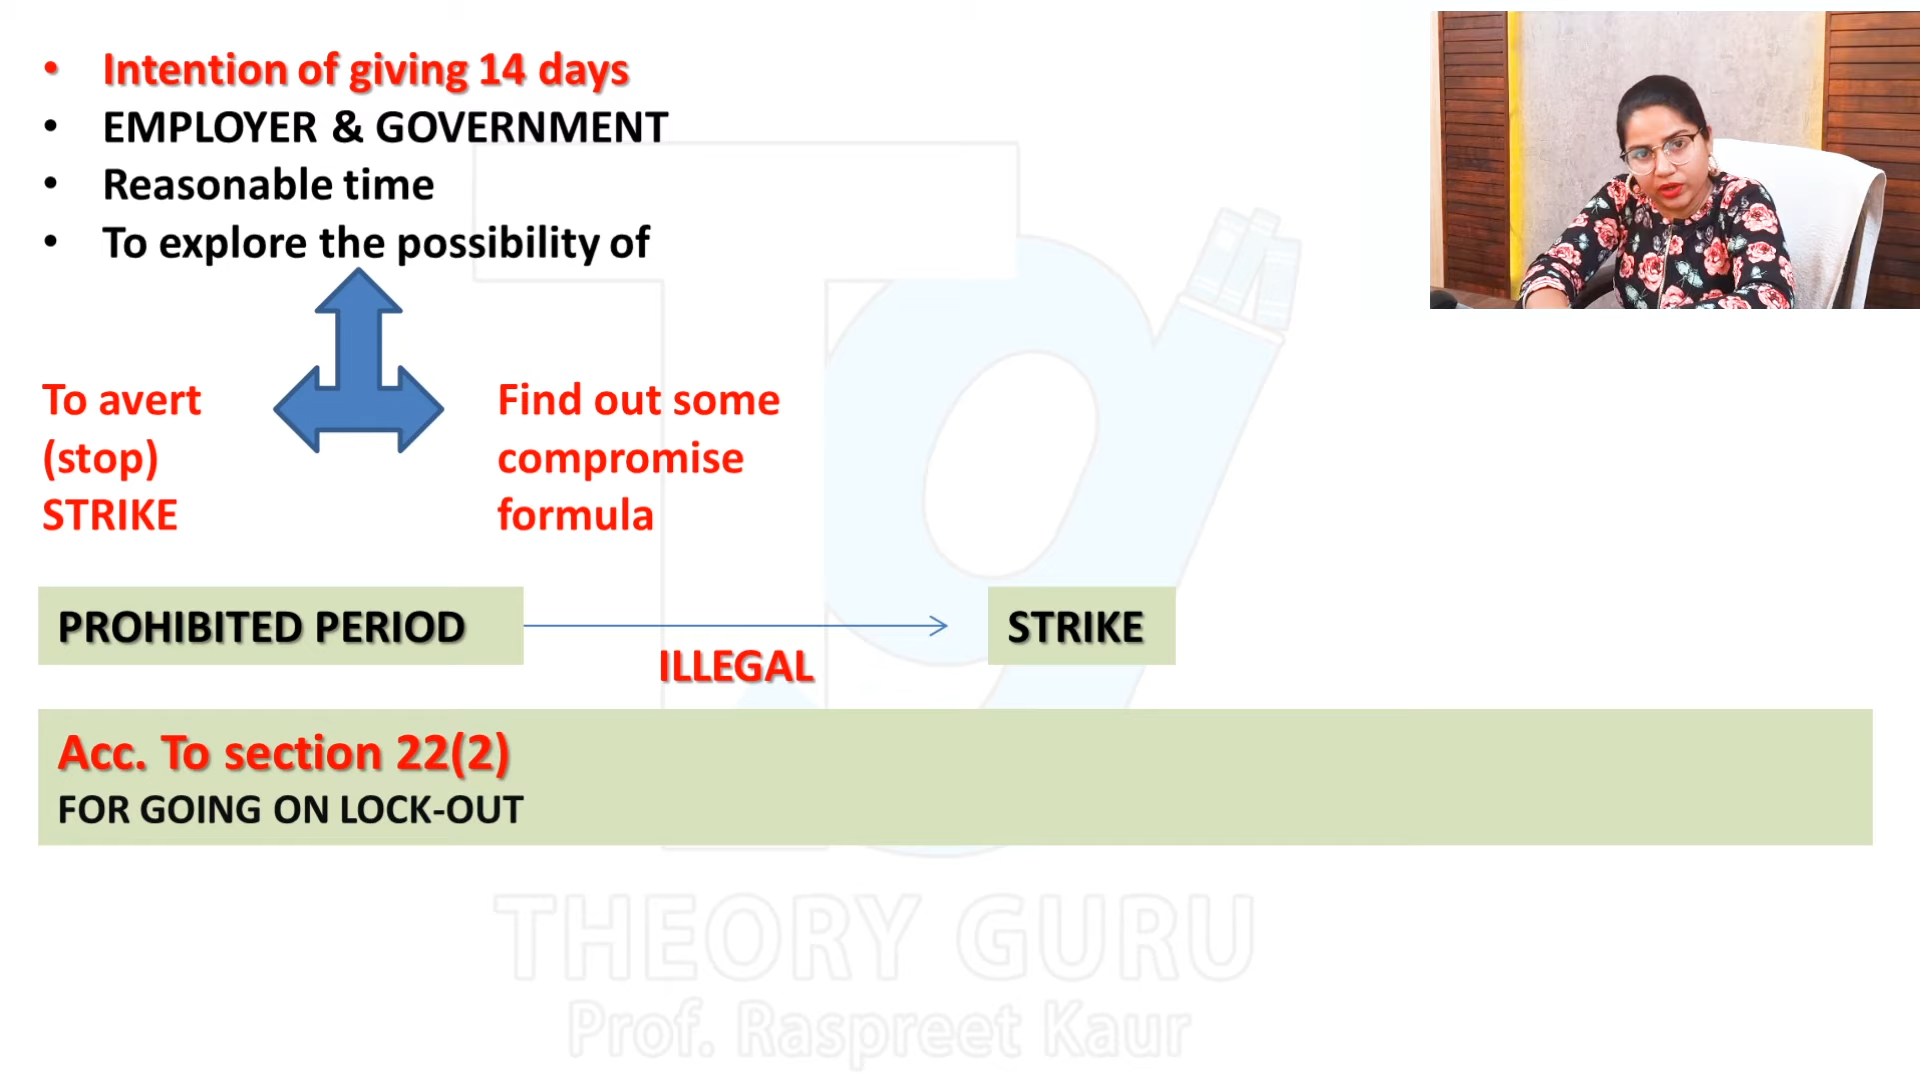 • Intention of giving 14 days
• EMPLOYER & GOVERNMENT
• Reasonable time
• To explore the possibility of
To avert
(stop)
STRIKE
Find out some
compromise
formula
PROHIBITED PERIOD
ILLEGAL
STRIKE
Acc. To section 22(2)
FOR GOING ON LOCK-OUT
Tg
THEORY GURU
Prof. Raspreet Kaur